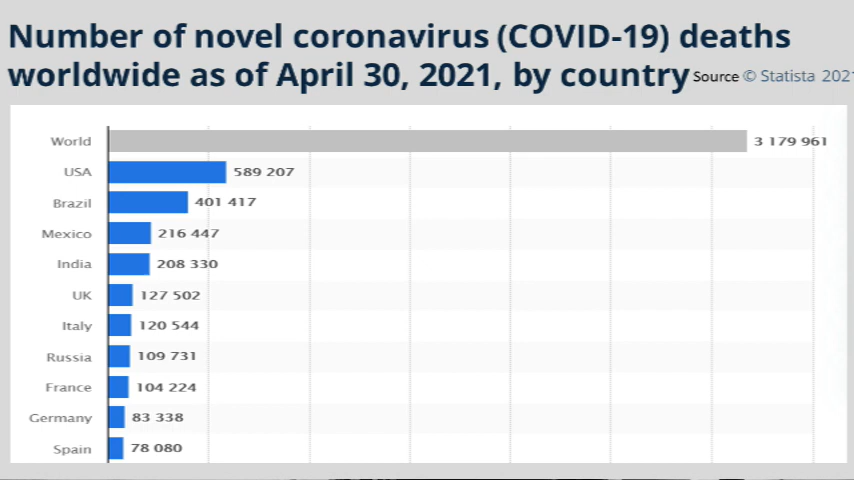 Number of novel coronavirus (COVID-19) deaths
worldwide as of April 30, 2021, by country Source © Statista 2021
World 3 179 961
USA 589 207
Brazil 401 417
Mexico 216 447
India 208 330
UK 127 502
Italy 120 544
Russia 109 731
France 104 224
Germany 83 338
Spain 78 080